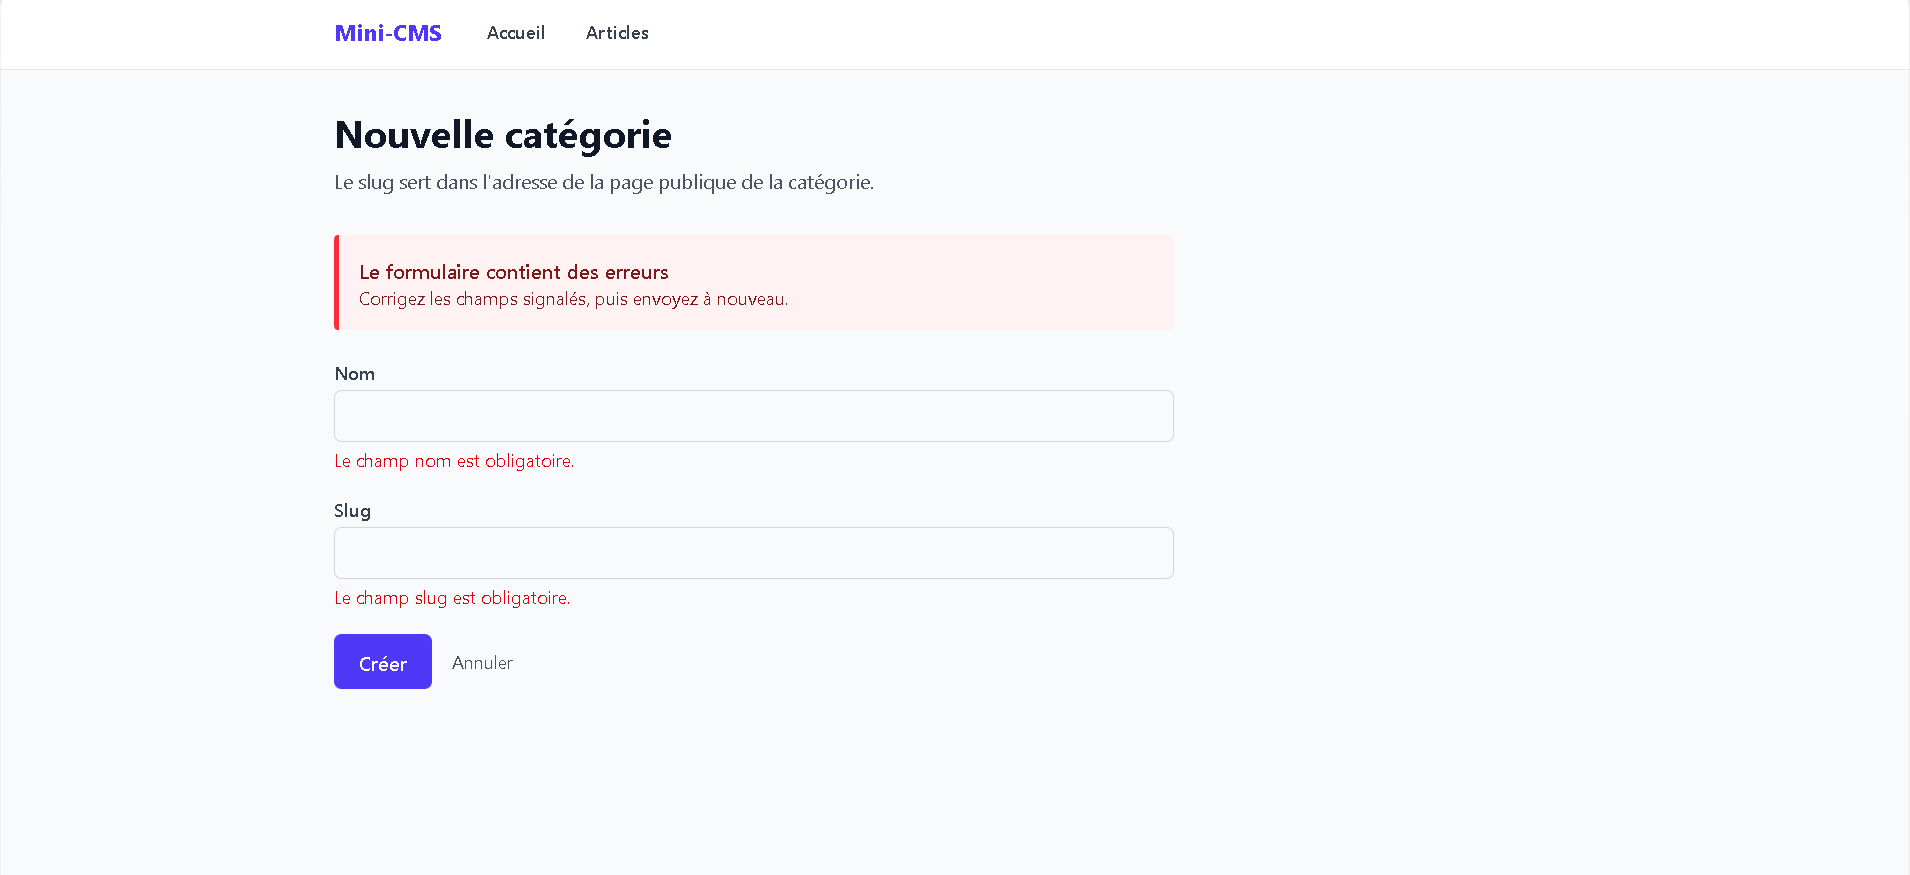 Mini-CMS Accueil Articles
Nouvelle catégorie
Le slug sert dans l'adresse de la page publique de la catégorie.
Le formulaire contient des erreurs
Corrigez les champs signalés, puis envoyez à nouveau.
Nom
Le champ nom est obligatoire.
Slug
Le champ slug est obligatoire.
Créer Annuler